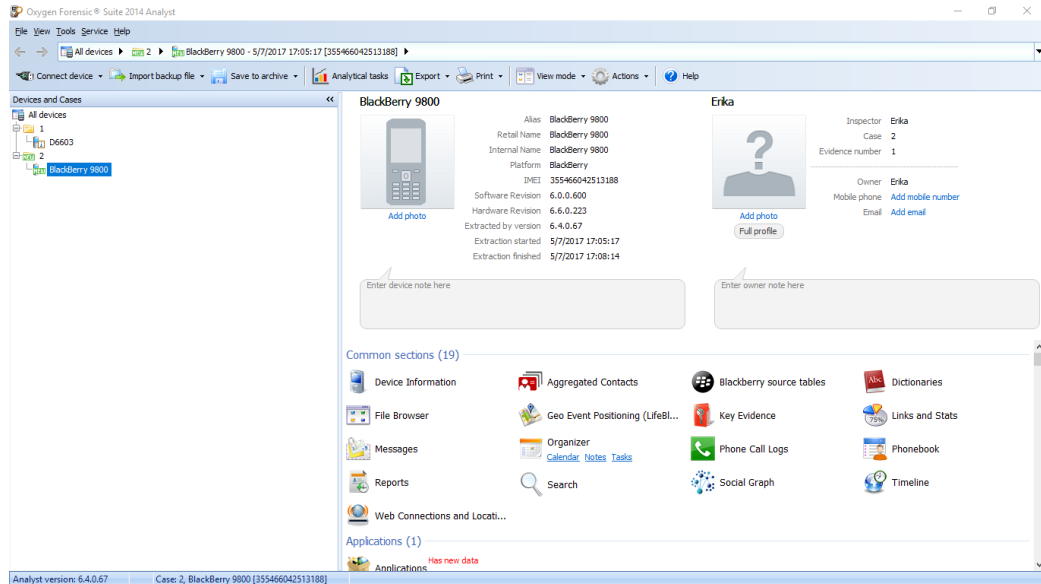 Oxygen Forensic® Suite 2014 Analyst
File View Tools Service Help
All devices 2 BlackBerry 9800 - 5/7/2017 17:05:17 [355466042513188]
Connect device Import backup file Save to archive Analytical tasks Export Print View mode Actions Help
Devices and Cases
All devices
1
D6603
2
BlackBerry 9800
BlackBerry 9800
Alias BlackBerry 9800
Retail Name BlackBerry 9800
Internal Name BlackBerry 9800
Platform BlackBerry
IMEI 355466042513188
Software Revision 6.0.0.600
Hardware Revision 6.6.0.223
Extracted by version 6.4.0.67
Extraction started 5/7/2017 17:05:17
Extraction finished 5/7/2017 17:08:14
Add photo
Enter device note here
Erika
Inspector Erika
Case 2
Evidence number 1
Owner Erika
Mobile phone Add mobile number
Email Add email
Add photo
Full profile
Enter owner note here
Common sections (19)
Device Information Aggregated Contacts Blackberry source tables Abc Dictionaries
File Browser Geo Event Positioning (LifeBl... Key Evidence 75% Links and Stats
Messages Organizer Phone Call Logs Phonebook
Calendar Notes Tasks
Reports Search Social Graph Timeline
Web Connections and Locati...
Applications (1)
Applications Has new data
Analyst version: 6.4.0.67 Case: 2, BlackBerry 9800 [355466042513188]